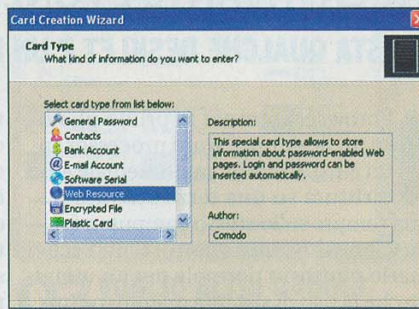 STA QUALCHE
Card Creation Wizard
Card Type
What kind of information do you want to enter?
Select card type from list below:
General Password
Contacts
Bank Account
E-mail Account
Software Serial
Web Resource
Encrypted File
Plastic Card
Description:
This special card type allows to store
information about password-enabled Web
pages. Login and password can be
inserted automatically.
Author:
Comodo